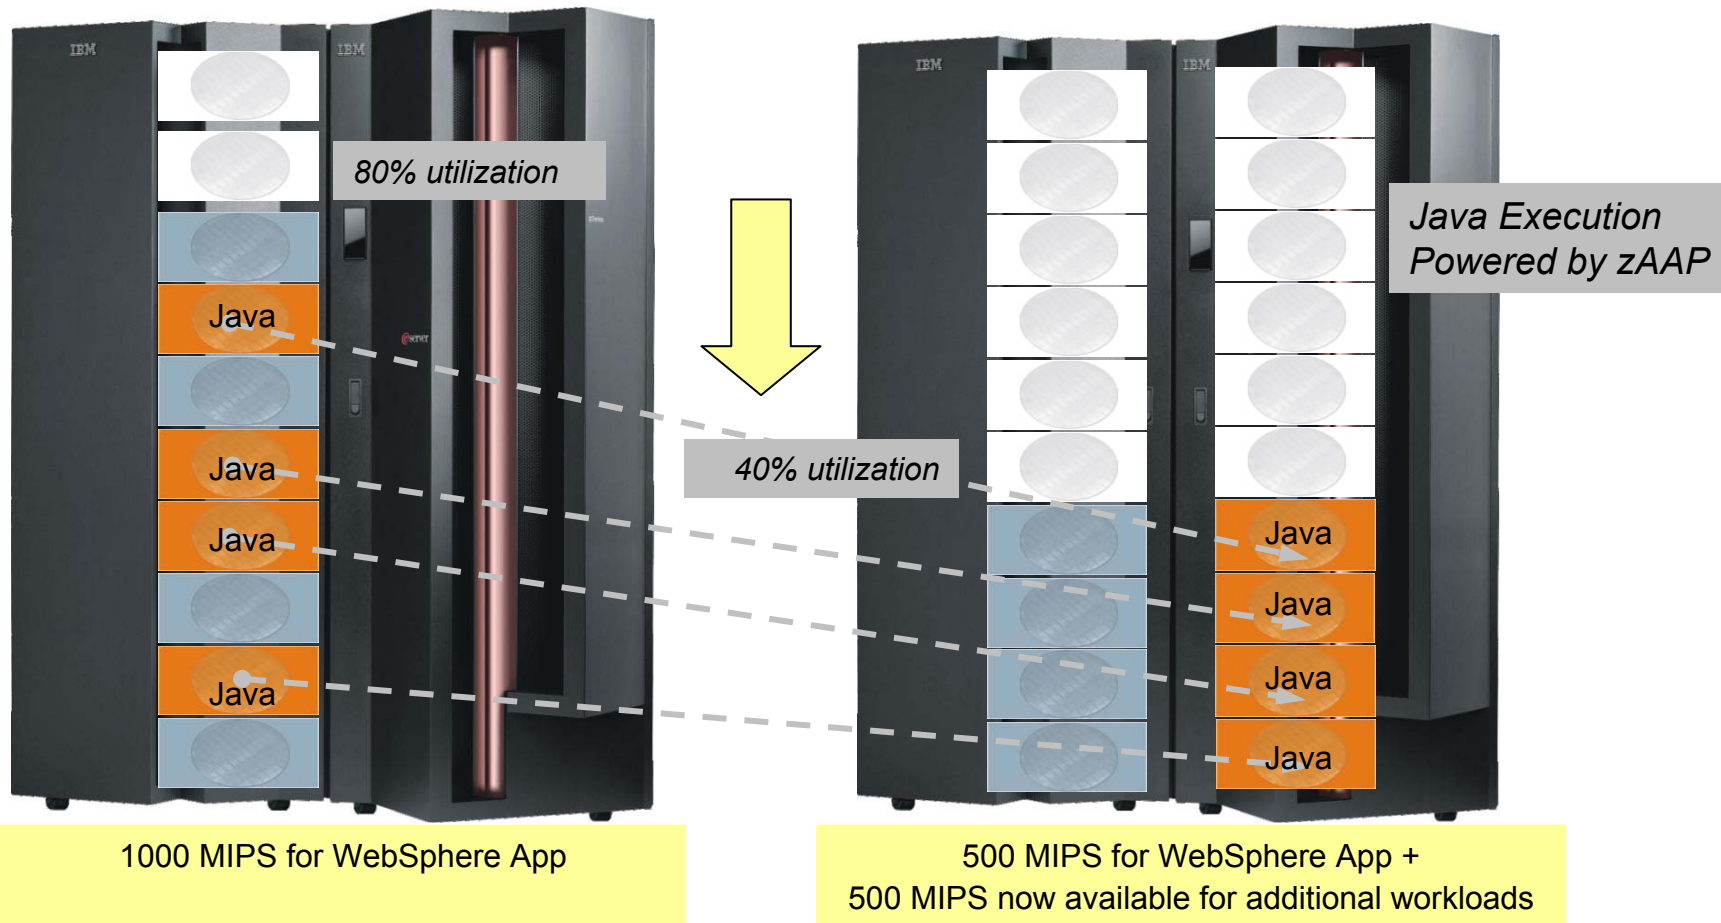 IBM
IBM
80% utilization
Java
eserver
Java
Java
Java
1000 MIPS for WebSphere App
40% utilization
IBM
IBM
Java Execution
Powered by zAAP
Java
Java
Java
Java
500 MIPS for WebSphere App +
500 MIPS now available for additional workloads